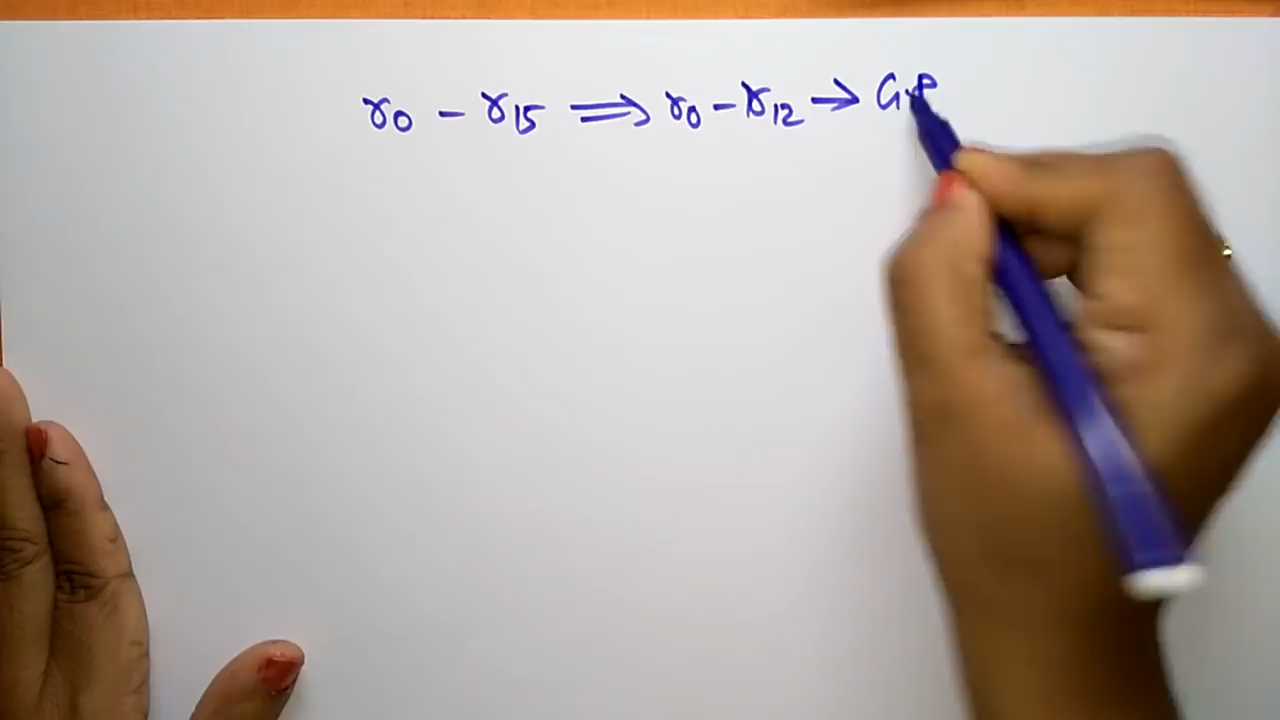 r0 - r15 ⟹ r0 - r12 → G.P